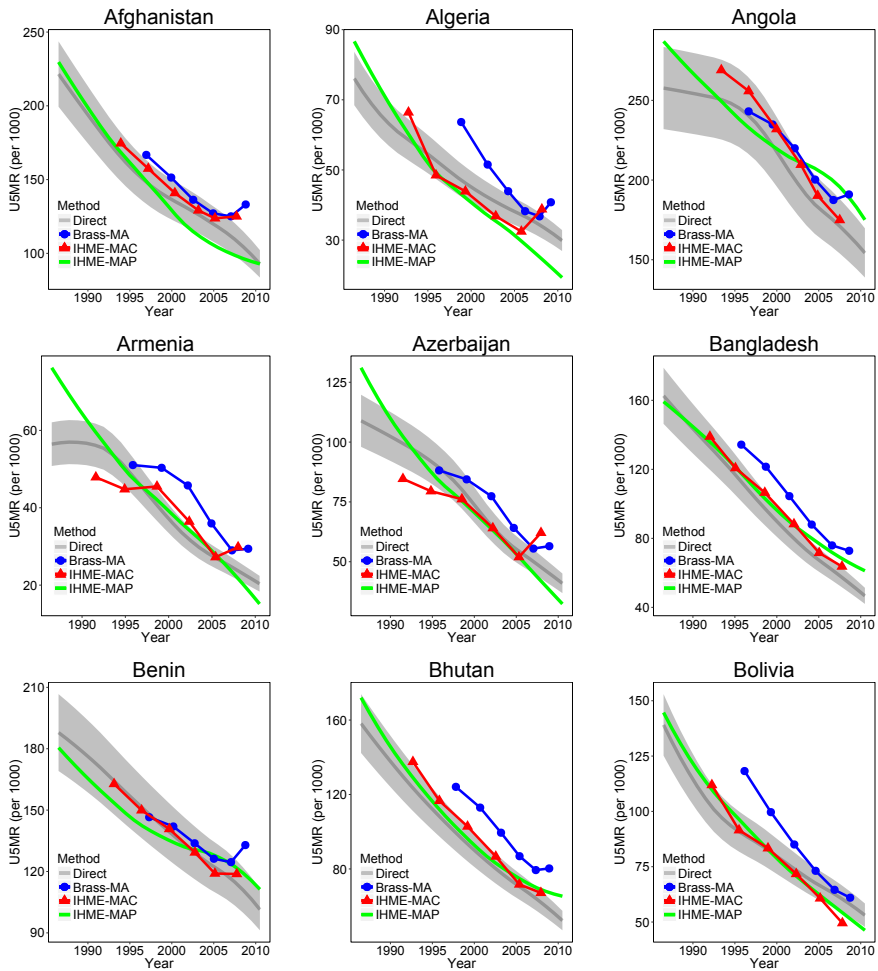 Afghanistan
250
200
150
100
U5MR (per 1000)
Method
Direct
Brass-MA
IHME-MAC
IHME-MAP
1990 1995 2000 2005 2010
Year
Algeria
90
70
50
30
U5MR (per 1000)
Method
Direct
Brass-MA
IHME-MAC
IHME-MAP
1990 1995 2000 2005 2010
Year
Angola
250
200
150
U5MR (per 1000)
Method
Direct
Brass-MA
IHME-MAC
IHME-MAP
1990 1995 2000 2005 2010
Year
Armenia
60
40
20
U5MR (per 1000)
Method
Direct
Brass-MA
IHME-MAC
IHME-MAP
1990 1995 2000 2005 2010
Year
Azerbaijan
125
100
75
50
U5MR (per 1000)
Method
Direct
Brass-MA
IHME-MAC
IHME-MAP
1990 1995 2000 2005 2010
Year
Bangladesh
160
120
80
40
U5MR (per 1000)
Method
Direct
Brass-MA
IHME-MAC
IHME-MAP
1990 1995 2000 2005 2010
Year
Benin
210
180
150
120
90
U5MR (per 1000)
Method
Direct
Brass-MA
IHME-MAC
IHME-MAP
1990 1995 2000 2005 2010
Year
Bhutan
160
120
80
U5MR (per 1000)
Method
Direct
Brass-MA
IHME-MAC
IHME-MAP
1990 1995 2000 2005 2010
Year
Bolivia
150
125
100
75
50
U5MR (per 1000)
Method
Direct
Brass-MA
IHME-MAC
IHME-MAP
1990 1995 2000 2005 2010
Year